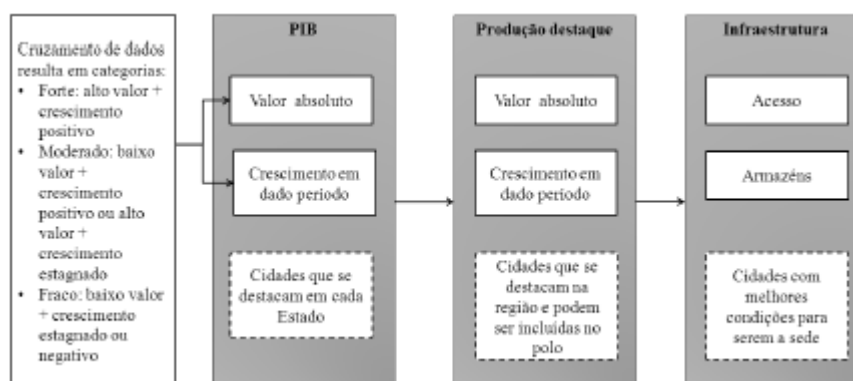 Cruzamento de dados
resulta em categorias:
• Forte: alto valor +
crescimento
positivo
• Moderado: baixo
valor +
crescimento
positivo ou alto
valor +
crescimento
estagnado
• Fraco: baixo valor
+ crescimento
estagnado ou
negativo
PIB
Valor absoluto
Crescimento em
dado período
Cidades que se
destacam em cada
Estado
Produção destaque
Valor absoluto
Crescimento em
dado período
Cidades que se
destacam na
região e podem
ser incluídas no
polo
Infraestrutura
Acesso
Armazéns
Cidades com
melhores
condições para
serem a sede